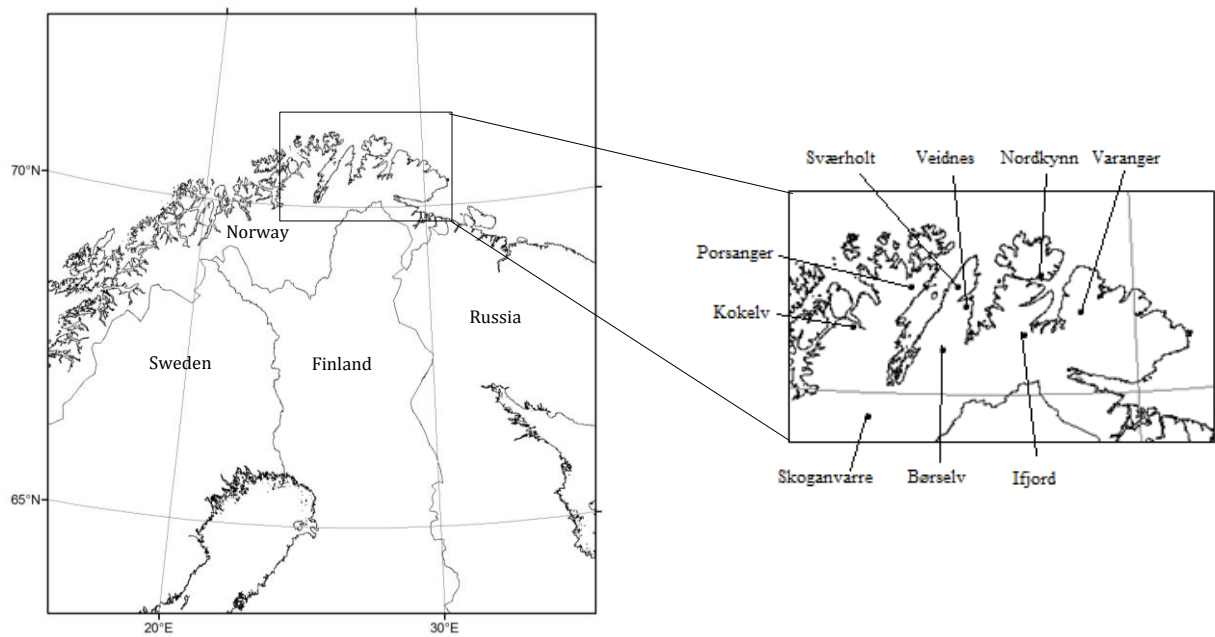 70°N
Norway
Russia
Sweden
Finland
65°N
20°E
30°E
Sværholt
Veidnes
Nordkynn
Varanger
Porsanger
Kokelv
Skoganvarre
Børselv
Ifjord